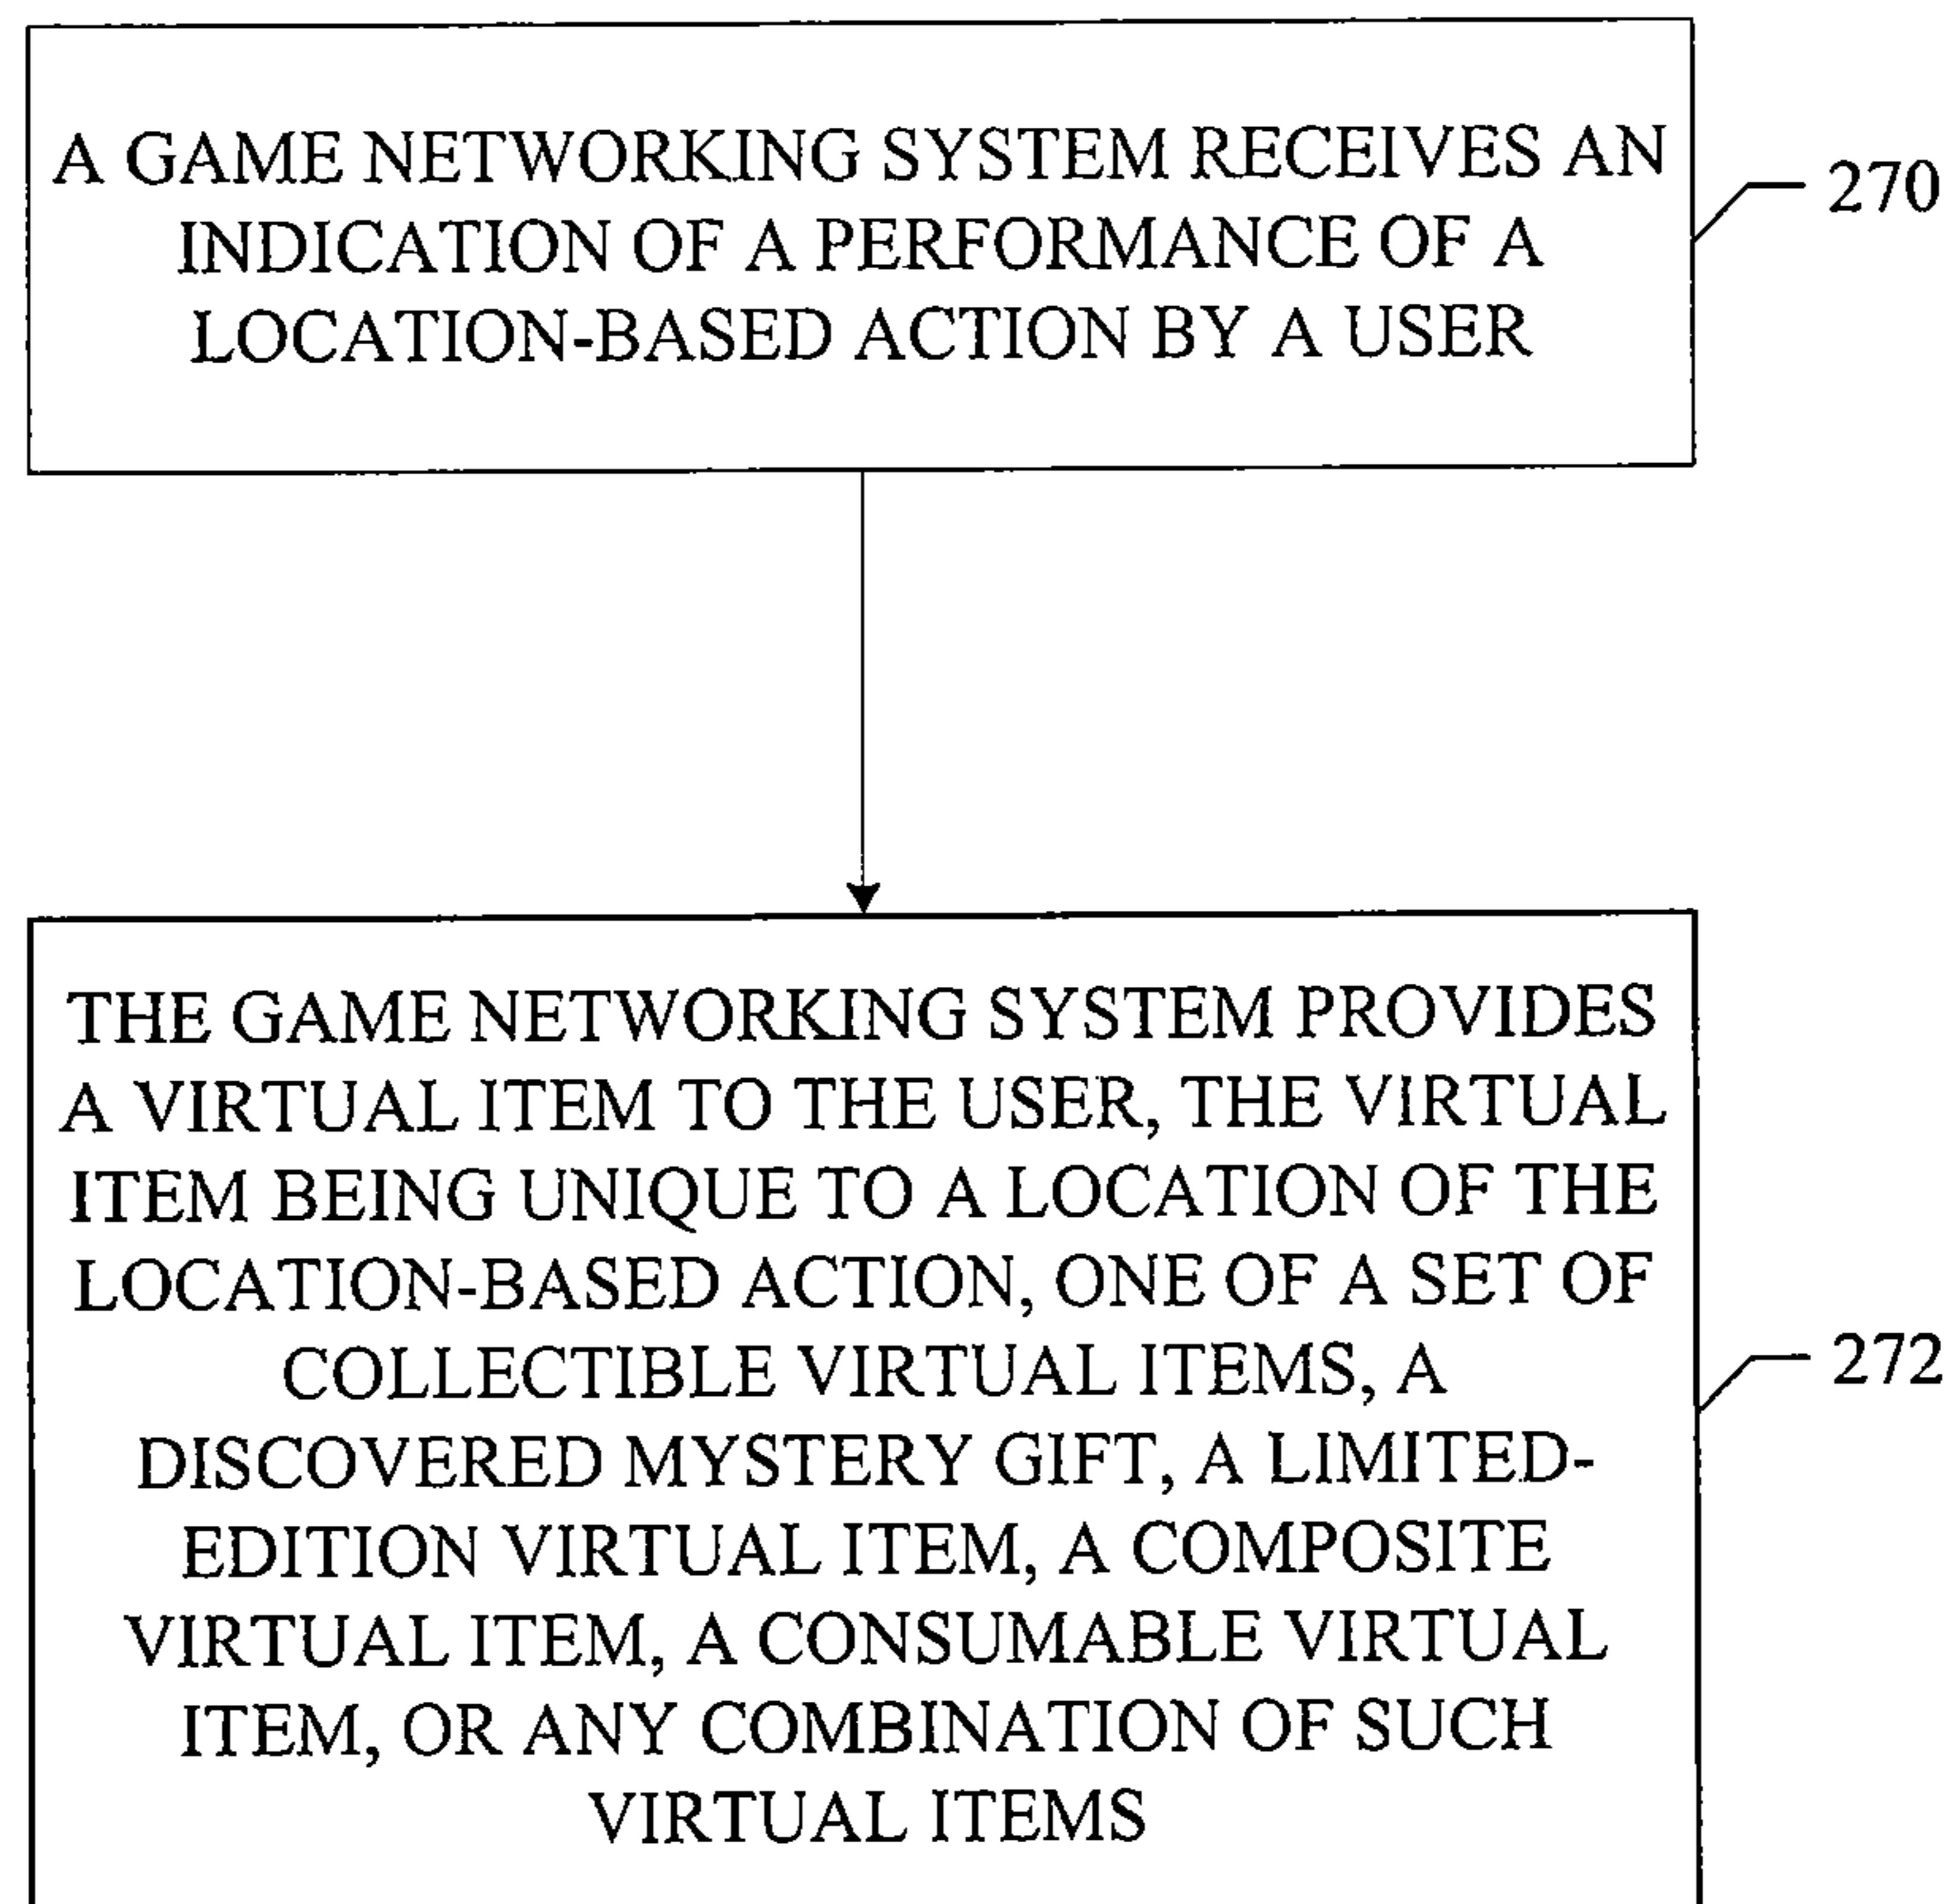 A GAME NETWORKING SYSTEM RECEIVES AN
INDICATION OF A PERFORMANCE OF A
LOCATION-BASED ACTION BY A USER
270
THE GAME NETWORKING SYSTEM PROVIDES
A VIRTUAL ITEM TO THE USER, THE VIRTUAL
ITEM BEING UNIQUE TO A LOCATION OF THE
LOCATION-BASED ACTION, ONE OF A SET OF
COLLECTIBLE VIRTUAL ITEMS, A
DISCOVERED MYSTERY GIFT, A LIMITED-
EDITION VIRTUAL ITEM, A COMPOSITE
VIRTUAL ITEM, A CONSUMABLE VIRTUAL
ITEM, OR ANY COMBINATION OF SUCH
VIRTUAL ITEMS
272